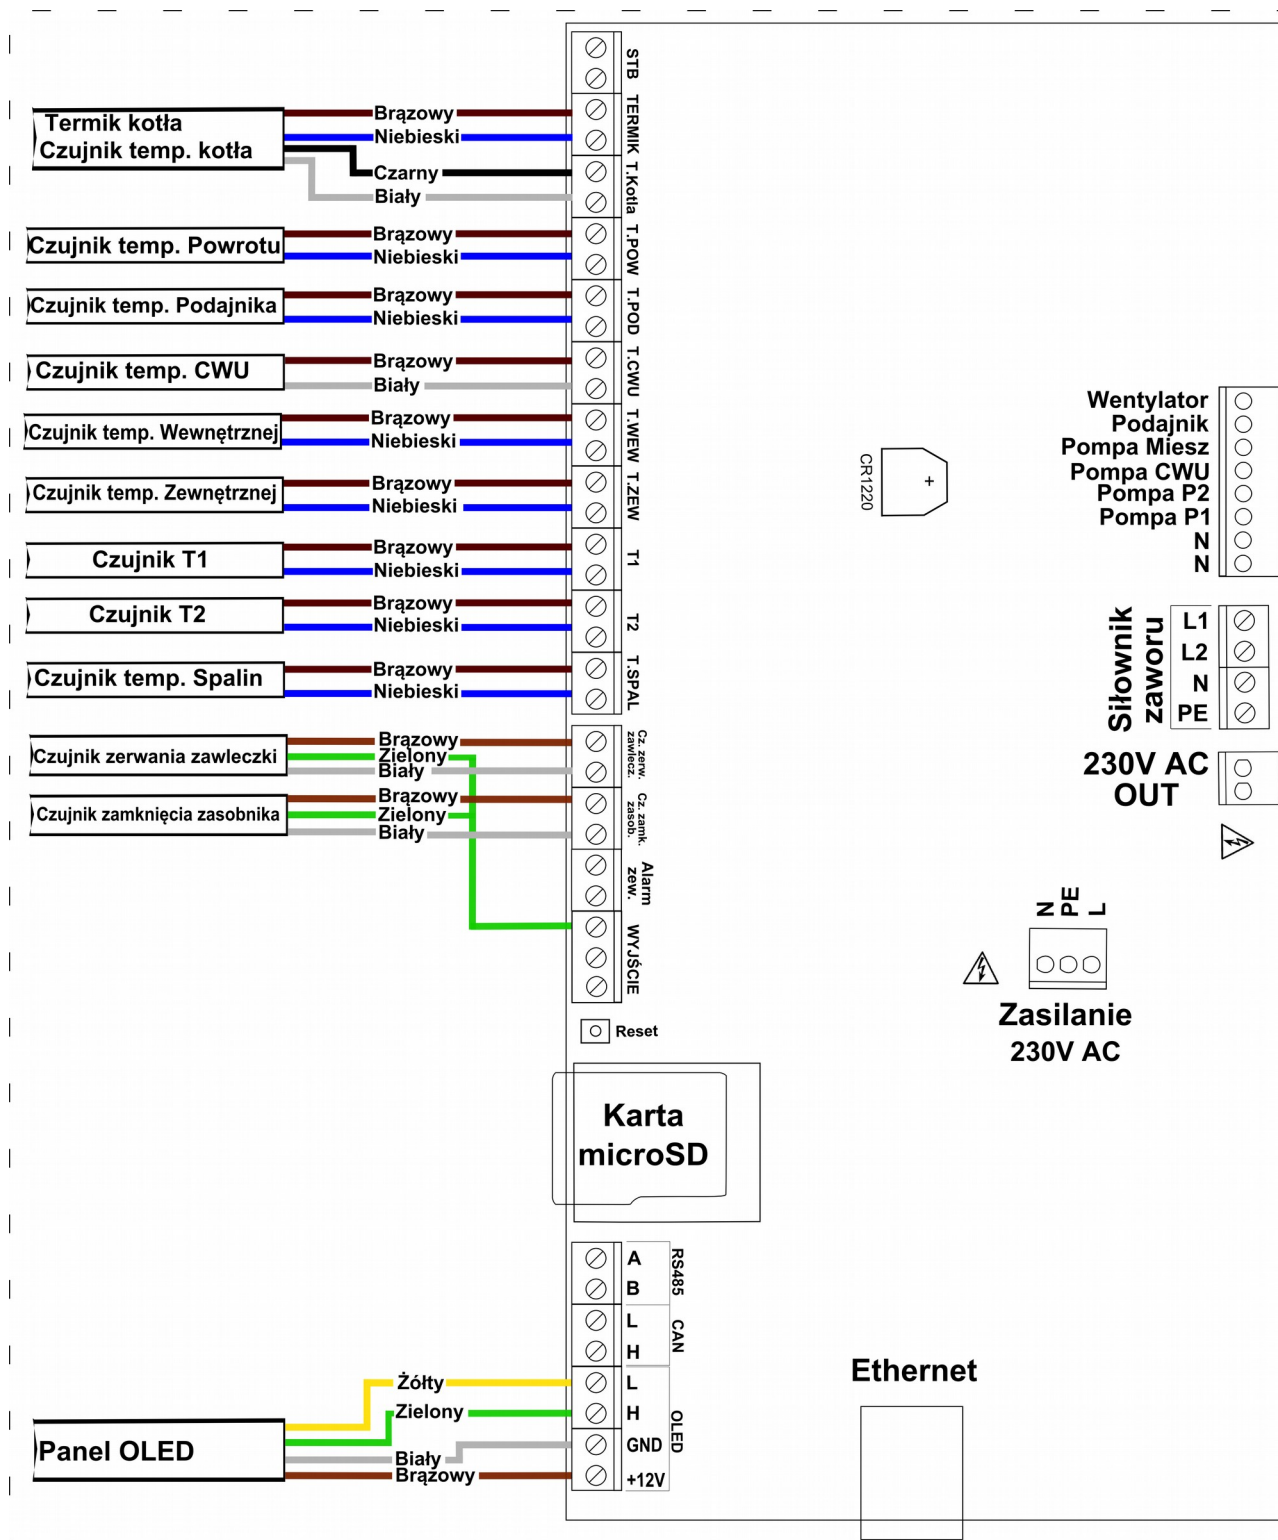 STB
Termik kotła
Czujnik temp. kotła
Brązowy
Niebieski
Czarny
Biały
TERMIK
T.Kotla
Czujnik temp. Powrotu
Brązowy
Niebieski
T.POW
Czujnik temp. Podajnika
Brązowy
Niebieski
T.POD
Czujnik temp. CWU
Brązowy
Biały
T.CWU
Czujnik temp. Wewnętrznej
Brązowy
Niebieski
T.WEW
Czujnik temp. Zewnętrznej
Brązowy
Niebieski
T.ZEW
Czujnik T1
Brązowy
Niebieski
T1
Czujnik T2
Brązowy
Niebieski
T2
Czujnik temp. Spalin
Brązowy
Niebieski
T.SPAL
Czujnik zerwania zawleczki
Brązowy
Zielony
Biały
Cz. zerw.
zawlecz.
Czujnik zamknięcia zasobnika
Brązowy
Zielony
Biały
Cz. zamk.
zasob.
Alarm
zew.
WYJŚCIE
Reset
Karta
microSD
A
B
RS485
L
H
CAN
Panel OLED
Żółty
Zielony
Biały
Brązowy
L
H
GND
+12V
OLED
CR1220
+
Wentylator
Podajnik
Pompa Miesz
Pompa CWU
Pompa P2
Pompa P1
N
N
Siłownik
zaworu
L1
L2
N
PE
230V AC
OUT
N
PE
L
Zasilanie
230V AC
Ethernet